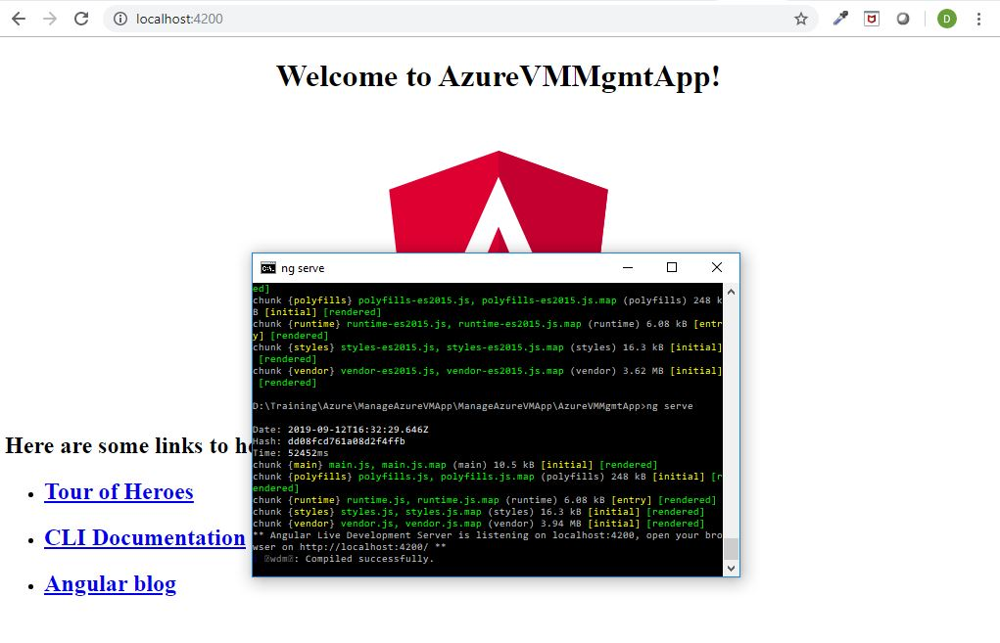 localhost:4200
D
Welcome to AzureVMMgmtApp!
ng serve
ed]
chunk {polyfills} polyfills-es2015.js, polyfills-es2015.js.map (polyfills) 248 k
B [initial] [rendered]
chunk {runtime} runtime-es2015.js, runtime-es2015.js.map (runtime) 6.08 kB [entr
y] [rendered]
chunk {styles} styles-es2015.js, styles-es2015.js.map (styles) 16.3 kB [initial]
[rendered]
chunk {vendor} vendor-es2015.js, vendor-es2015.js.map (vendor) 3.62 MB [initial]
[rendered]
D:\Training\Azure\ManageAzureVMApp\ManageAzureVMApp\AzureVMMgmtApp>ng serve
Date: 2019-09-12T16:32:29.646Z
Hash: dd08fcd761a08d2f4ffb
Time: 52452ms
chunk {main} main.js, main.js.map (main) 10.5 kB [initial] [rendered]
chunk {polyfills} polyfills.js, polyfills.js.map (polyfills) 248 kB [initial] [r
endered]
chunk {runtime} runtime.js, runtime.js.map (runtime) 6.08 kB [entry] [rendered]
chunk {styles} styles.js, styles.js.map (styles) 16.3 kB [initial] [rendered]
chunk {vendor} vendor.js, vendor.js.map (vendor) 3.94 MB [initial] [rendered]
** Angular Live Development Server is listening on localhost:4200, open your bro
wser on http://localhost:4200/ **
wdm: Compiled successfully.
Here are some links to
Tour of Heroes
CLI Documentation
Angular blog